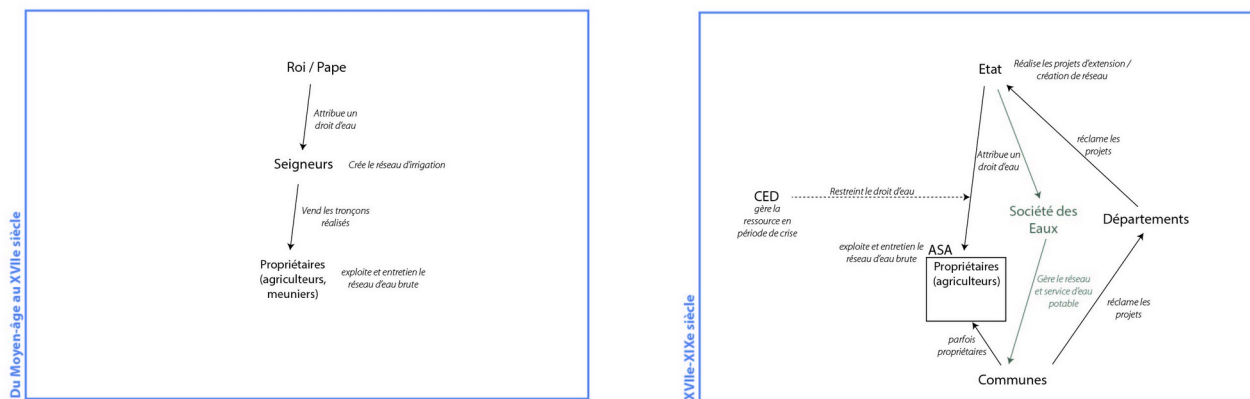 Du Moyen-âge au XVIIe siècle
Roi / Pape
Attribue un
droit d'eau
Seigneurs
Crée le réseau d'irrigation
Vend les tronçons
réalisés
Propriétaires
(agriculteurs,
meuniers)
exploite et entretien le
réseau d'eau brute
XVIIe-XIXe siècle
Etat
Réalise les projets d'extension /
création de réseau
réclame les
projets
Attribue un
droit d'eau
CED
gère la
ressource en
période de crise
Restreint le droit d'eau
Société des
Eaux
Départements
exploite et entretien le
réseau d'eau brute
ASA
Propriétaires
(agriculteurs)
Gère le réseau
et service d'eau
potable
réclame les
projets
parfois
propriétaires
Communes